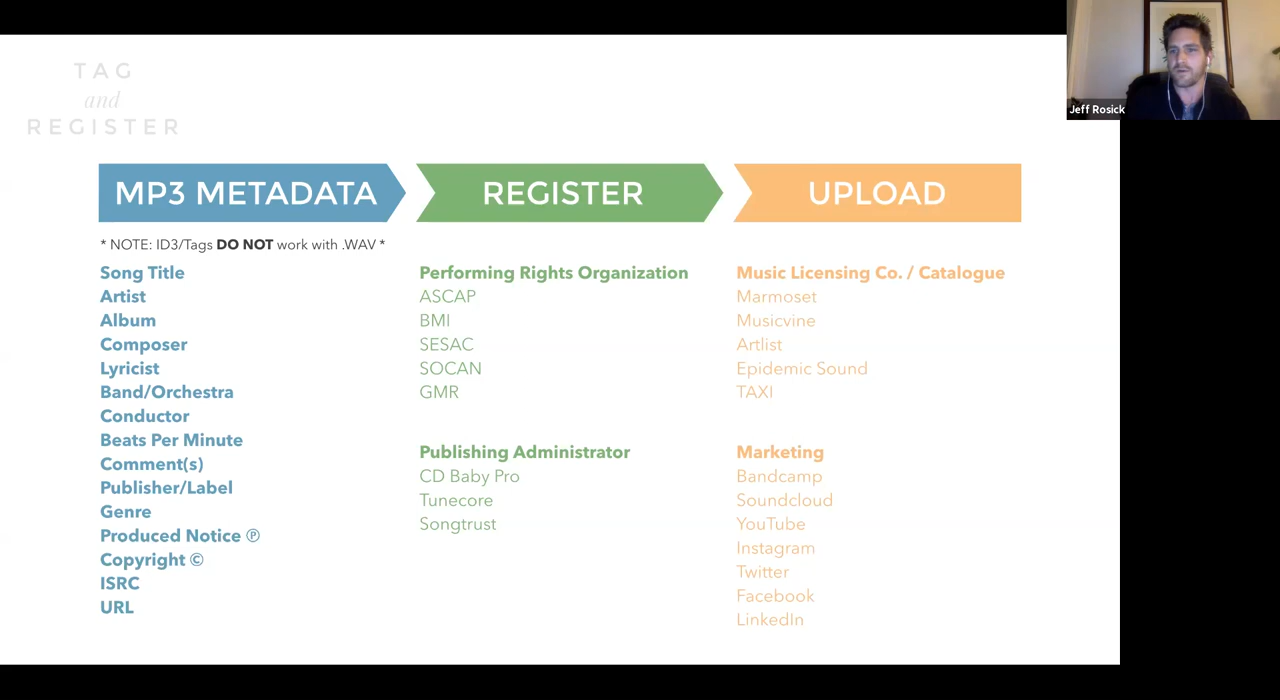 TAG
and
REGISTER
Jeff Rosick
MP3 METADATA
* NOTE: ID3/Tags DO NOT work with .WAV *
Song Title
Artist
Album
Composer
Lyricist
Band/Orchestra
Conductor
Beats Per Minute
Comment(s)
Publisher/Label
Genre
Produced Notice ℗
Copyright ©
ISRC
URL
REGISTER
Performing Rights Organization
ASCAP
BMI
SESAC
SOCAN
GMR
Publishing Administrator
CD Baby Pro
Tunecore
Songtrust
UPLOAD
Music Licensing Co. / Catalogue
Marmoset
Musicvine
Artlist
Epidemic Sound
TAXI
Marketing
Bandcamp
Soundcloud
YouTube
Instagram
Twitter
Facebook
LinkedIn